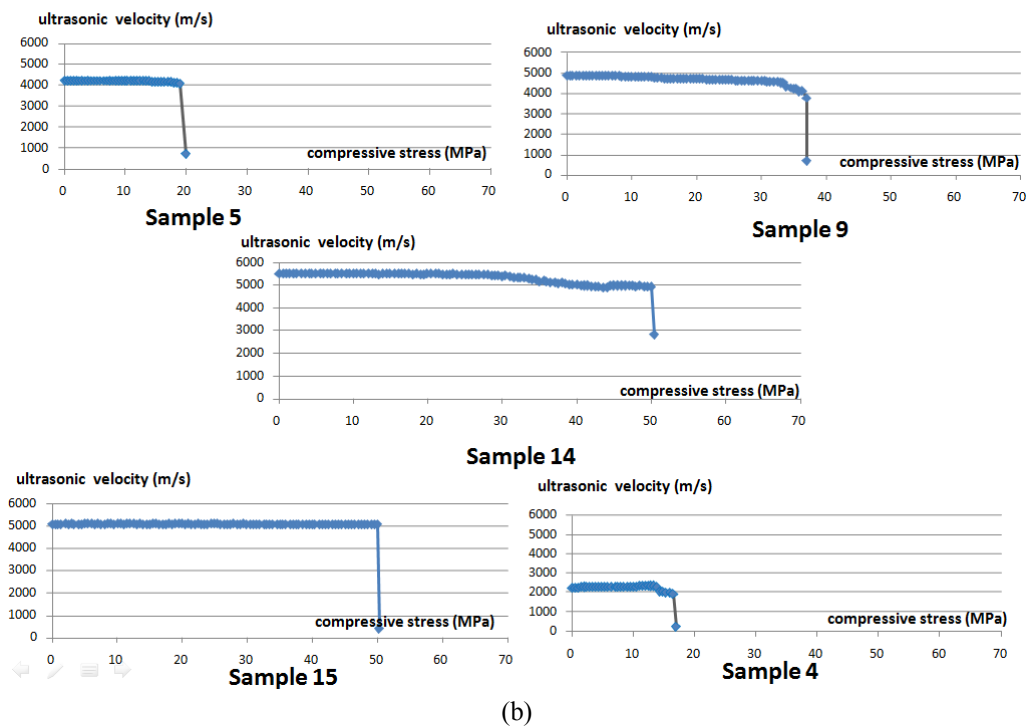 ultrasonic velocity (m/s)
6000
5000
4000
3000
2000
1000
0
compressive stress (MPa)
0 10 20 30 40 50 60 70
Sample 5
ultrasonic velocity (m/s)
6000
5000
4000
3000
2000
1000
0
compressive stress (MPa)
0 10 20 30 40 50 60 70
Sample 9
ultrasonic velocity (m/s)
6000
5000
4000
3000
2000
1000
0
compressive stress (MPa)
0 10 20 30 40 50 60 70
Sample 14
ultrasonic velocity (m/s)
6000
5000
4000
3000
2000
1000
0
compressive stress (MPa)
0 10 20 30 40 50 60 70
Sample 15
ultrasonic velocity (m/s)
6000
5000
4000
3000
2000
1000
0
compressive stress (MPa)
0 10 20 30 40 50 60 70
Sample 4
(b)